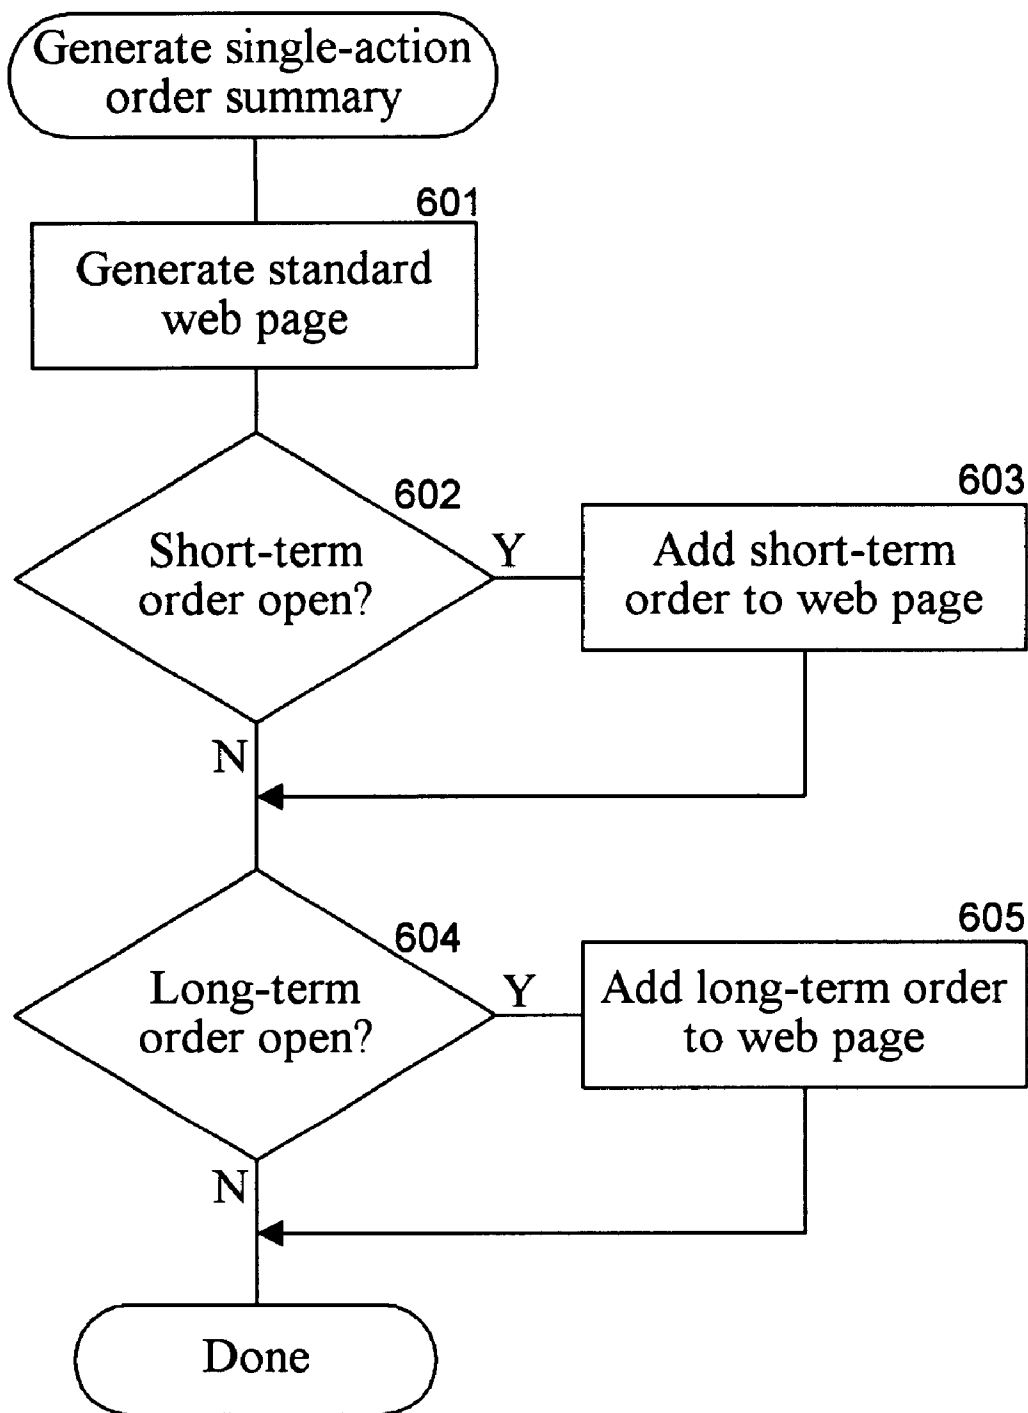 Generate single-action
order summary
601
Generate standard
web page
602
Short-term
order open?
Y
603
Add short-term
order to web page
N
604
Long-term
order open?
Y
605
Add long-term order
to web page
N
Done